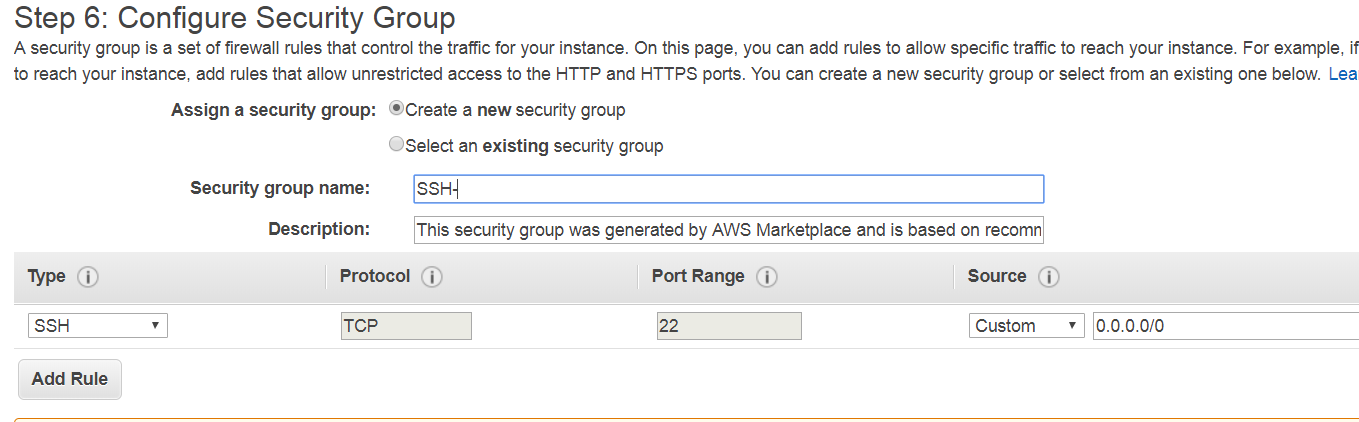 Step 6: Configure Security Group
A security group is a set of firewall rules that control the traffic for your instance. On this page, you can add rules to allow specific traffic to reach your instance. For example, if
to reach your instance, add rules that allow unrestricted access to the HTTP and HTTPS ports. You can create a new security group or select from an existing one below. Lea
Assign a security group: Create a new security group
Select an existing security group
Security group name: SSH-
Description: This security group was generated by AWS Marketplace and is based on recomm
Type i Protocol i Port Range i Source i
SSH TCP 22 Custom 0.0.0.0/0
Add Rule